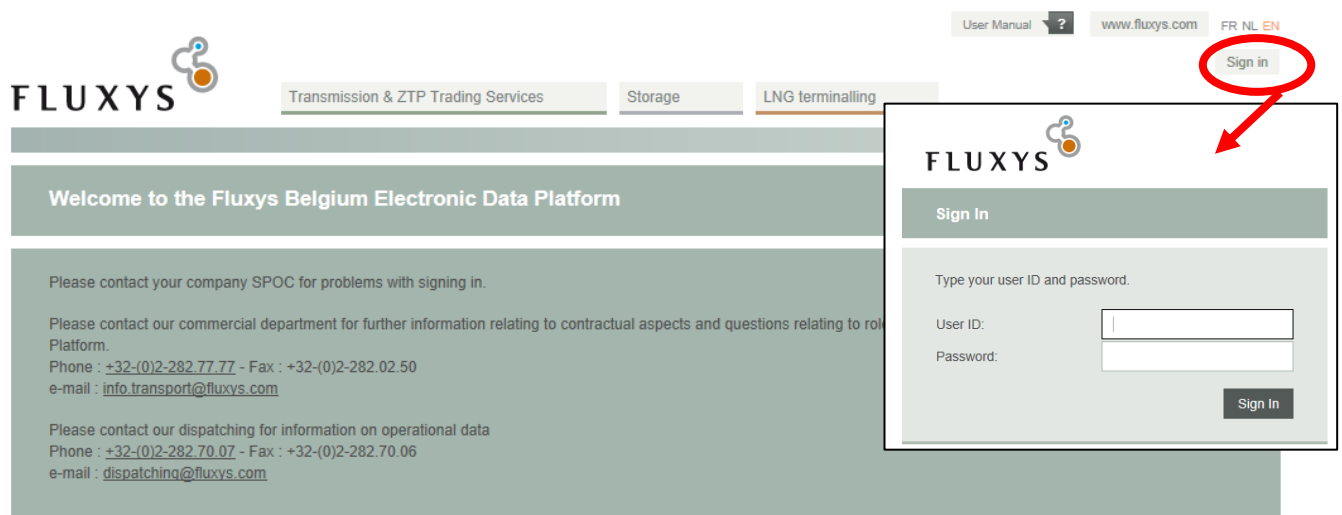 User Manual ? www.fluxys.com FR NL EN
Sign in
FLUXYS
Transmission & ZTP Trading Services Storage LNG terminalling
Welcome to the Fluxys Belgium Electronic Data Platform
Please contact your company SPOC for problems with signing in.
Please contact our commercial department for further information relating to contractual aspects and questions relating to
Platform.
Phone : +32-(0)2-282.77.77 - Fax : +32-(0)2-282.02.50
e-mail : info.transport@fluxys.com
Please contact our dispatching for information on operational data
Phone : +32-(0)2-282.70.07 - Fax : +32-(0)2-282.70.06
e-mail : dispatching@fluxys.com
FLUXYS
Sign In
Type your user ID and password.
User ID:
Password:
Sign In